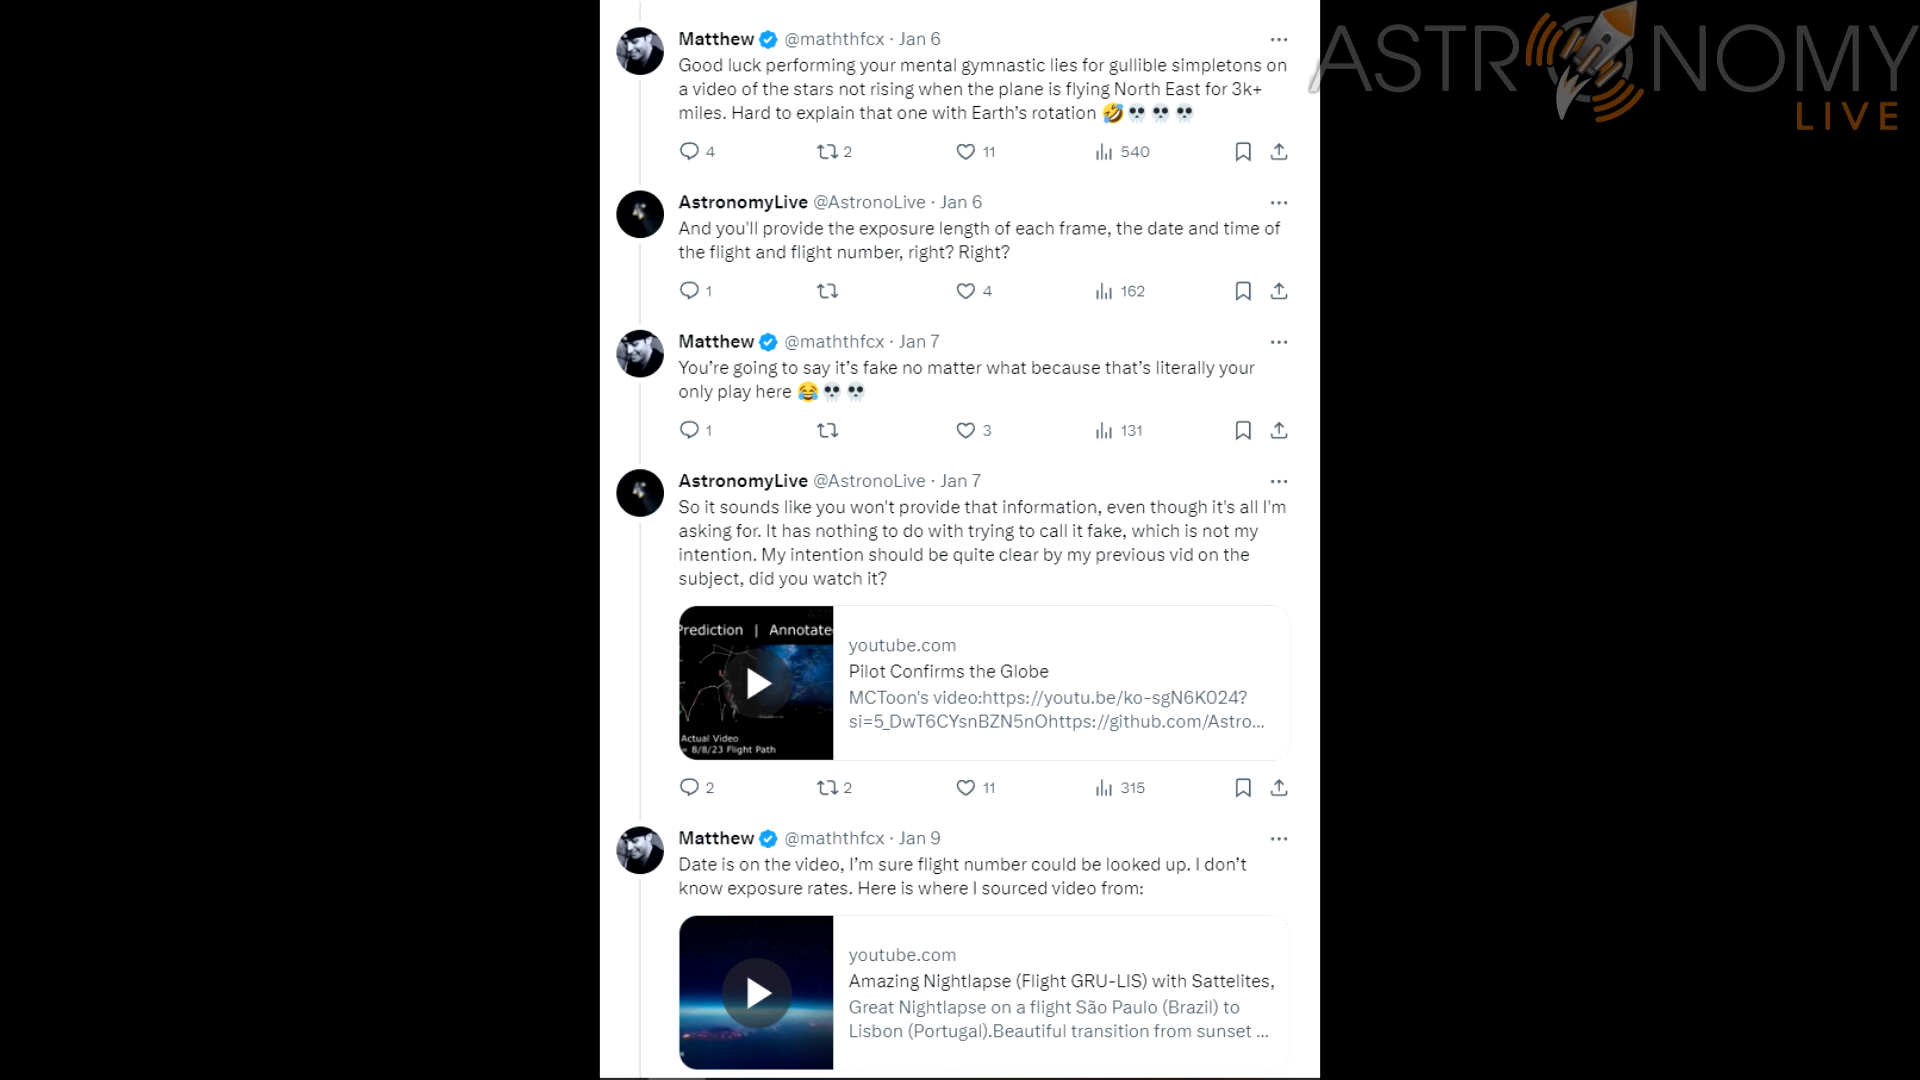 ASTRONOMY
LIVE
Matthew @maththfcx · Jan 6
Good luck performing your mental gymnastic lies for gullible simpletons on
a video of the stars not rising when the plane is flying North East for 3k+
miles. Hard to explain that one with Earth’s rotation 🤣💀💀💀
4 2 11 540
AstronomyLive @AstronoLive · Jan 6
And you'll provide the exposure length of each frame, the date and time of
the flight and flight number, right? Right?
1 4 162
Matthew @maththfcx · Jan 7
You’re going to say it’s fake no matter what because that’s literally your
only play here 😂💀💀
1 3 131
AstronomyLive @AstronoLive · Jan 7
So it sounds like you won't provide that information, even though it's all I'm
asking for. It has nothing to do with trying to call it fake, which is not my
intention. My intention should be quite clear by my previous vid on the
subject, did you watch it?
Prediction | Annotate
Actual Video
= 8/8/23 Flight Path
youtube.com
Pilot Confirms the Globe
MCToon's video:https://youtu.be/ko-sgN6K024?
si=5_DwT6CYsnBZN5nOhttps://github.com/Astro...
2 2 11 315
Matthew @maththfcx · Jan 9
Date is on the video, I’m sure flight number could be looked up. I don’t
know exposure rates. Here is where I sourced video from:
youtube.com
Amazing Nightlapse (Flight GRU-LIS) with Sattelites,
Great Nightlapse on a flight São Paulo (Brazil) to
Lisbon (Portugal).Beautiful transition from sunset ...